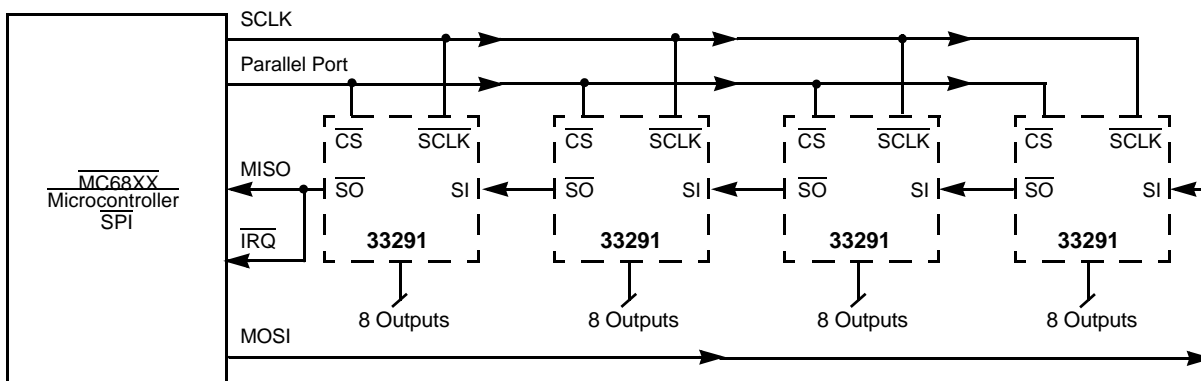 SCLK
Parallel Port
CS SCLK CS SCLK CS SCLK CS SCLK
MISO
SO SI SO SI SO SI SO SI
MC68XX
Microcontroller
SPI
IRQ
33291 33291 33291 33291
8 Outputs 8 Outputs 8 Outputs 8 Outputs
MOSI